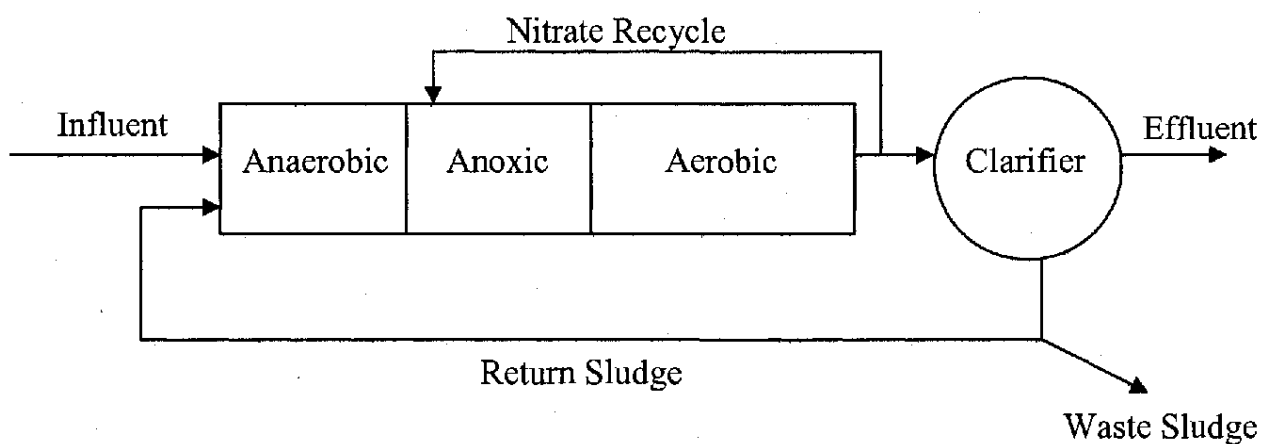 Nitrate Recycle
Influent
Anaerobic
Anoxic
Aerobic
Clarifier
Effluent
Return Sludge
Waste Sludge